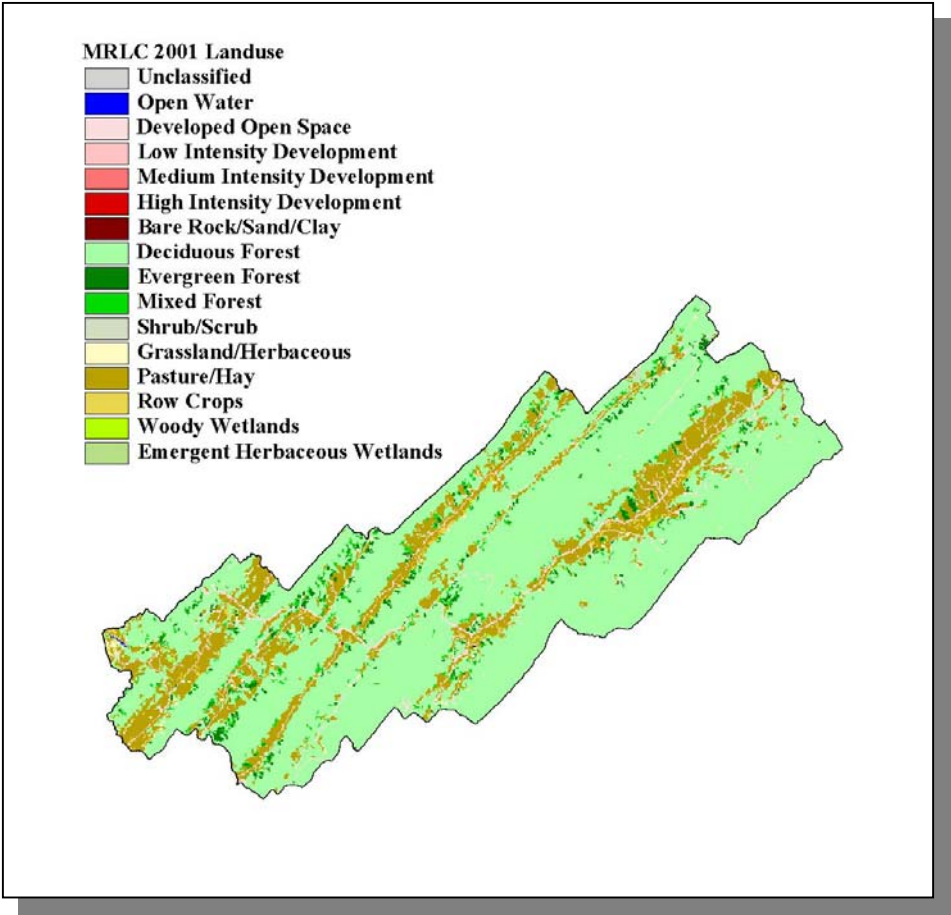 MRLC 2001 Landuse
Unclassified
Open Water
Developed Open Space
Low Intensity Development
Medium Intensity Development
High Intensity Development
Bare Rock/Sand/Clay
Deciduous Forest
Evergreen Forest
Mixed Forest
Shrub/Scrub
Grassland/Herbaceous
Pasture/Hay
Row Crops
Woody Wetlands
Emergent Herbaceous Wetlands